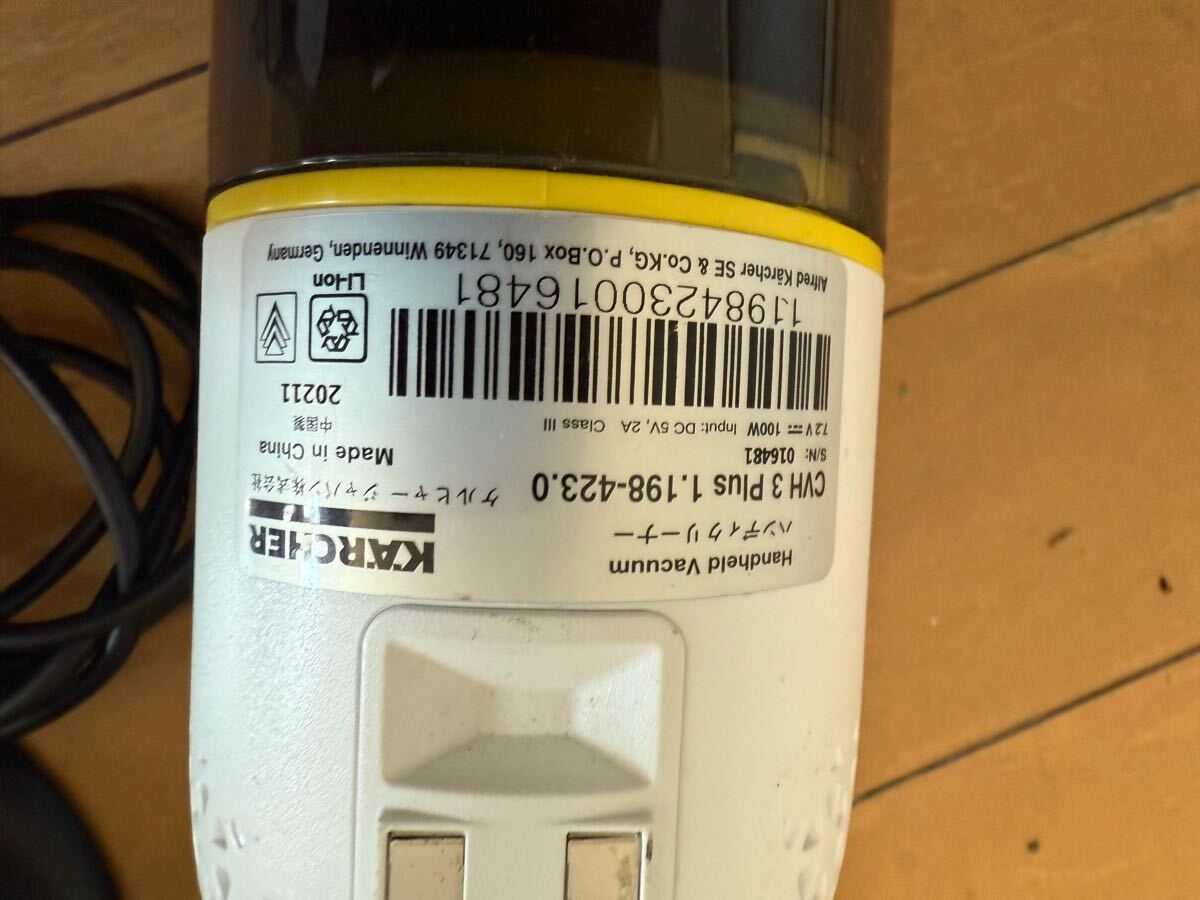 Handheld Vacuum
ハンディクリーナー
CVH 3 Plus 1.198-423.0
S/N: 016481
7.2 V ⎓ 100W Input: DC 5V, 2A Class III
1.1984230016481
Alfred Kärcher SE & Co.KG, P.O.Box 160, 71349 Winnenden, Germany
KÄRCHER
ケルヒャー ジャパン株式会社
Made in China
中国製
20211
Li-Ion